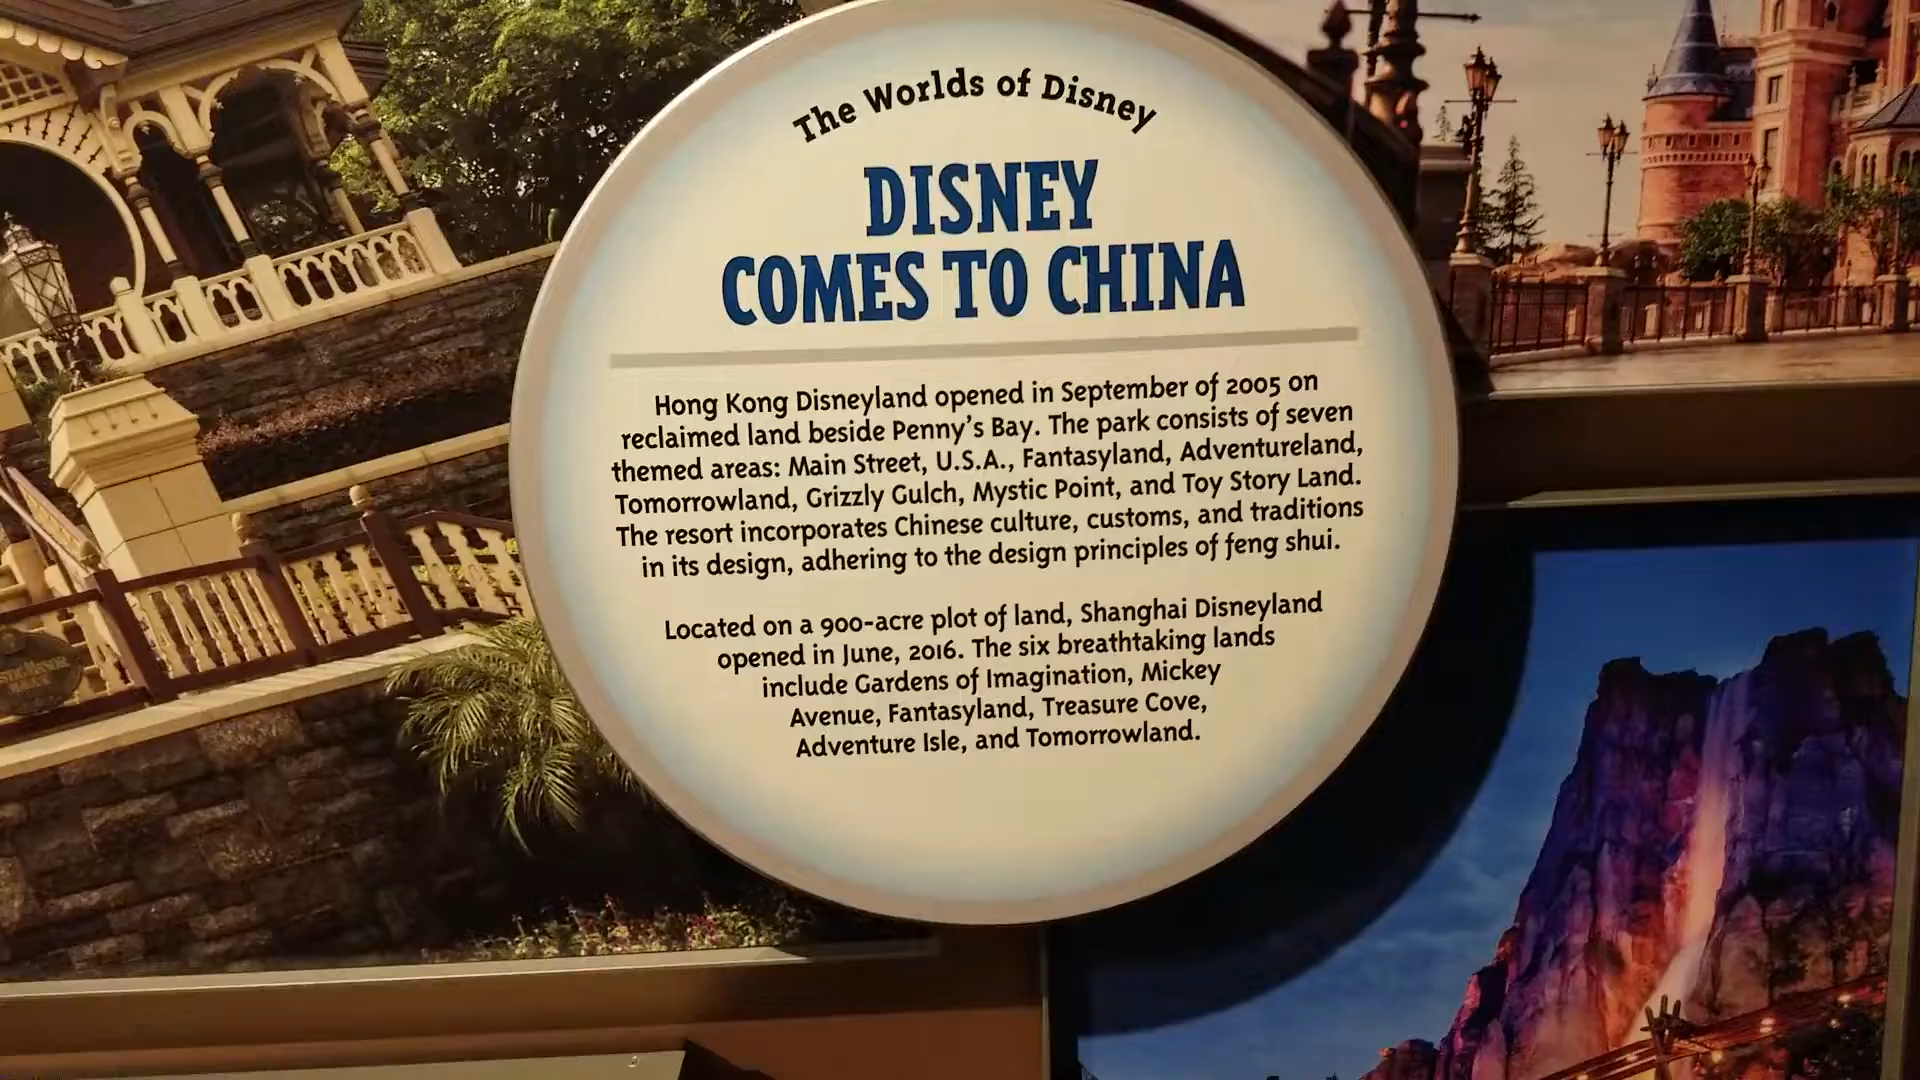 The Worlds of Disney
DISNEY
COMES TO CHINA
Hong Kong Disneyland opened in September of 2005 on
reclaimed land beside Penny's Bay. The park consists of seven
themed areas: Main Street, U.S.A., Fantasyland, Adventureland,
Tomorrowland, Grizzly Gulch, Mystic Point, and Toy Story Land.
The resort incorporates Chinese culture, customs, and traditions
in its design, adhering to the design principles of feng shui.
Located on a 900-acre plot of land, Shanghai Disneyland
opened in June, 2016. The six breathtaking lands
include Gardens of Imagination, Mickey
Avenue, Fantasyland, Treasure Cove,
Adventure Isle, and Tomorrowland.